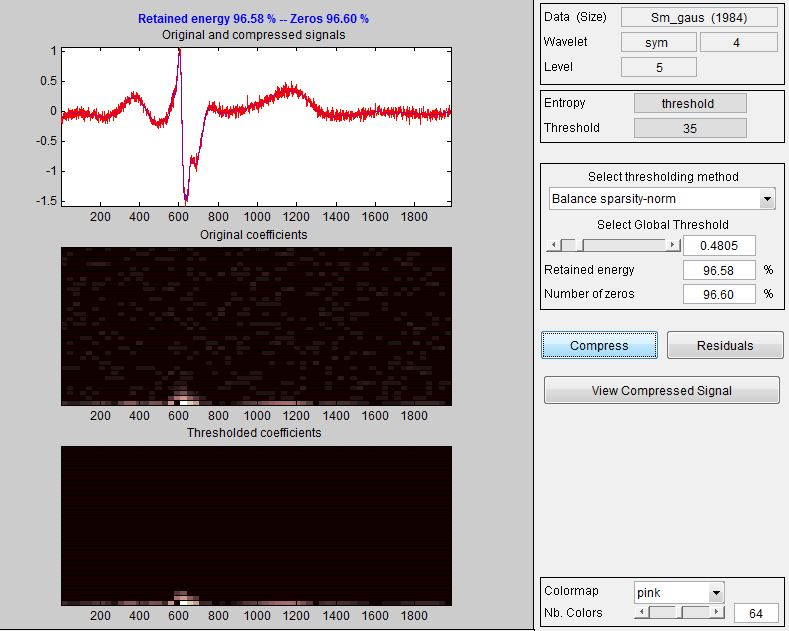 Retained energy 96.58 % -- Zeros 96.60 %
Original and compressed signals
1
0.5
0
-0.5
-1
-1.5
200 400 600 800 1000 1200 1400 1600 1800
Original coefficients
200 400 600 800 1000 1200 1400 1600 1800
Thresholded coefficients
200 400 600 800 1000 1200 1400 1600 1800
Data (Size) Sm_gaus (1984)
Wavelet sym 4
Level 5
Entropy threshold
Threshold 35
Select thresholding method
Balance sparsity-norm
Select Global Threshold
0.4805
Retained energy 96.58 %
Number of zeros 96.60 %
Compress Residuals
View Compressed Signal
Colormap pink
Nb. Colors 64